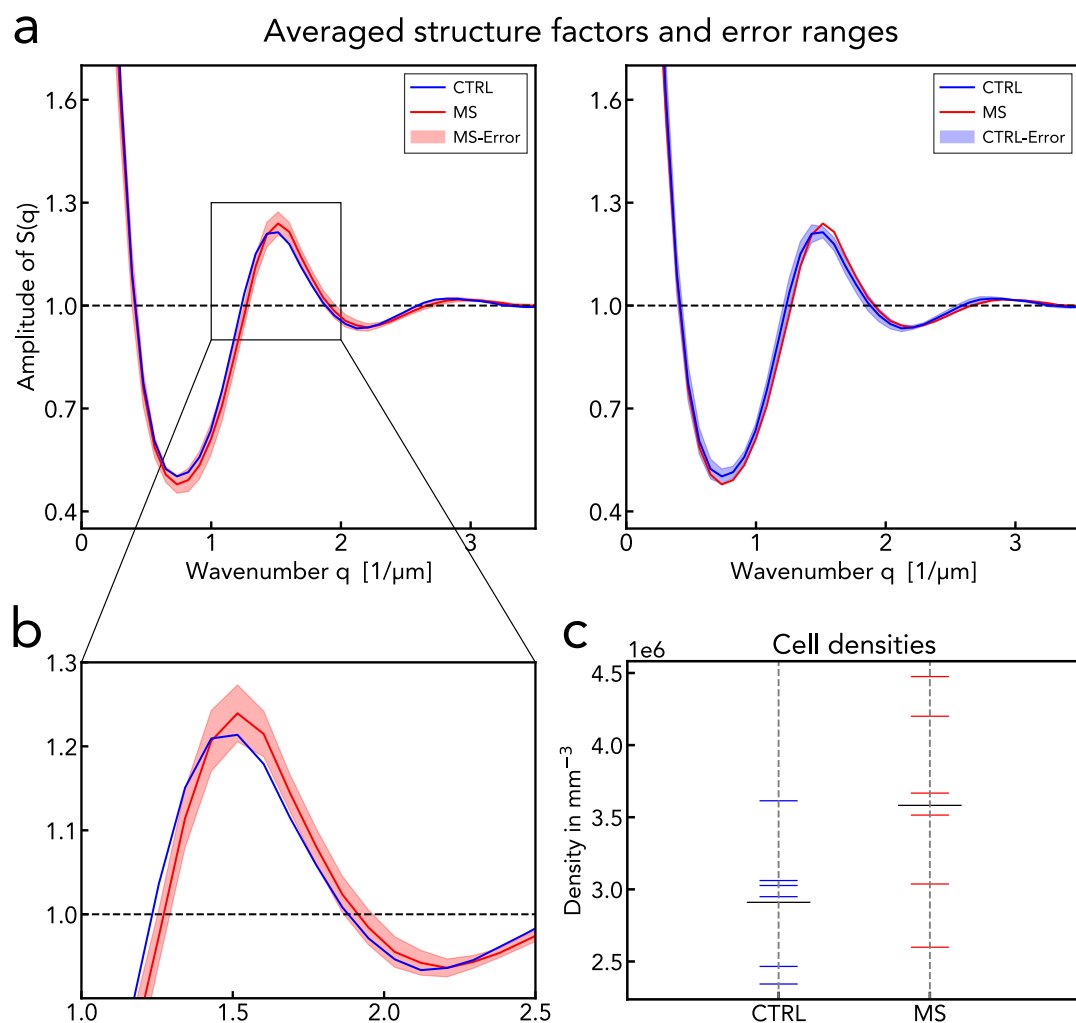 a
Averaged structure factors and error ranges
CTRL
MS
MS-Error
1.6
1.3
1.0
0.7
0.4
Amplitude of S(q)
0 1 2 3
Wavenumber q [1/μm]
CTRL
MS
CTRL-Error
1.6
1.3
1.0
0.7
0.4
0 1 2 3
Wavenumber q [1/μm]
b
1.3
1.2
1.1
1.0
1.0 1.5 2.0 2.5
c
Cell densities
1e6
4.5
4.0
3.5
3.0
2.5
Density in mm⁻³
CTRL MS